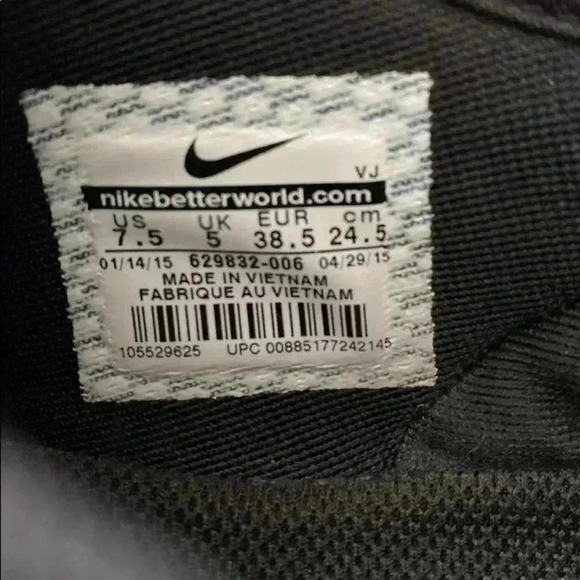 VJ
nikebetterworld.com
US UK EUR cm
7.5 5 38.5 24.5
01/14/15 629832-006 04/29/15
MADE IN VIETNAM
FABRIQUE AU VIETNAM
105529625 UPC 00885177242145